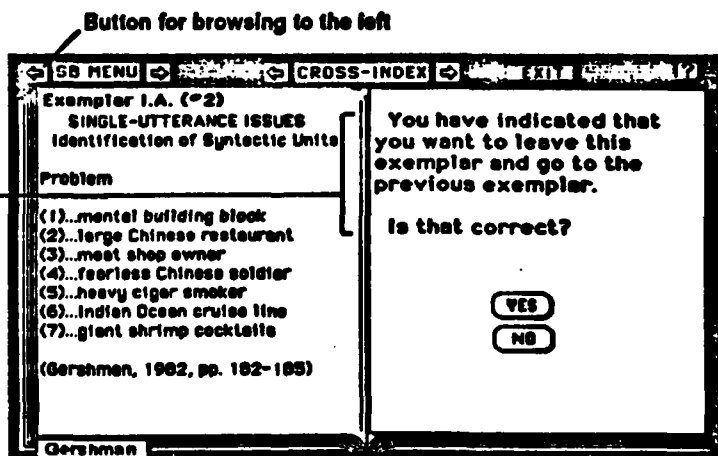 Button for browsing to the left
SB MENU CROSS-INDEX EXIT ?
Exemplar I.A. (#2)
SINGLE-UTTERANCE ISSUES
Identification of Syntactic Units
Problem
(1)...mental building block
(2)...large Chinese restaurant
(3)...meat shop owner
(4)...fearless Chinese soldier
(5)...heavy cigar smoker
(6)...Indian Ocean cruise line
(7)...giant shrimp cocktails
(Gershman, 1982, pp. 182-185)
Gershman
You have indicated that
you want to leave this
exemplar and go to the
previous exemplar.
Is that correct?
YES
NO